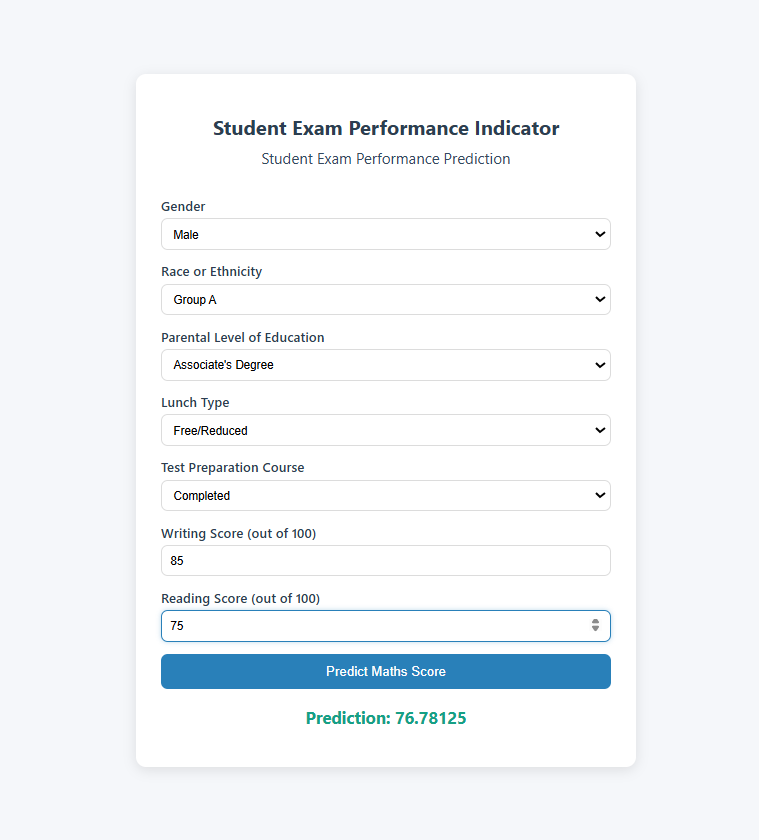 Student Exam Performance Indicator
Student Exam Performance Prediction
Gender
Male
Race or Ethnicity
Group A
Parental Level of Education
Associate's Degree
Lunch Type
Free/Reduced
Test Preparation Course
Completed
Writing Score (out of 100)
85
Reading Score (out of 100)
75
Predict Maths Score
Prediction: 76.78125